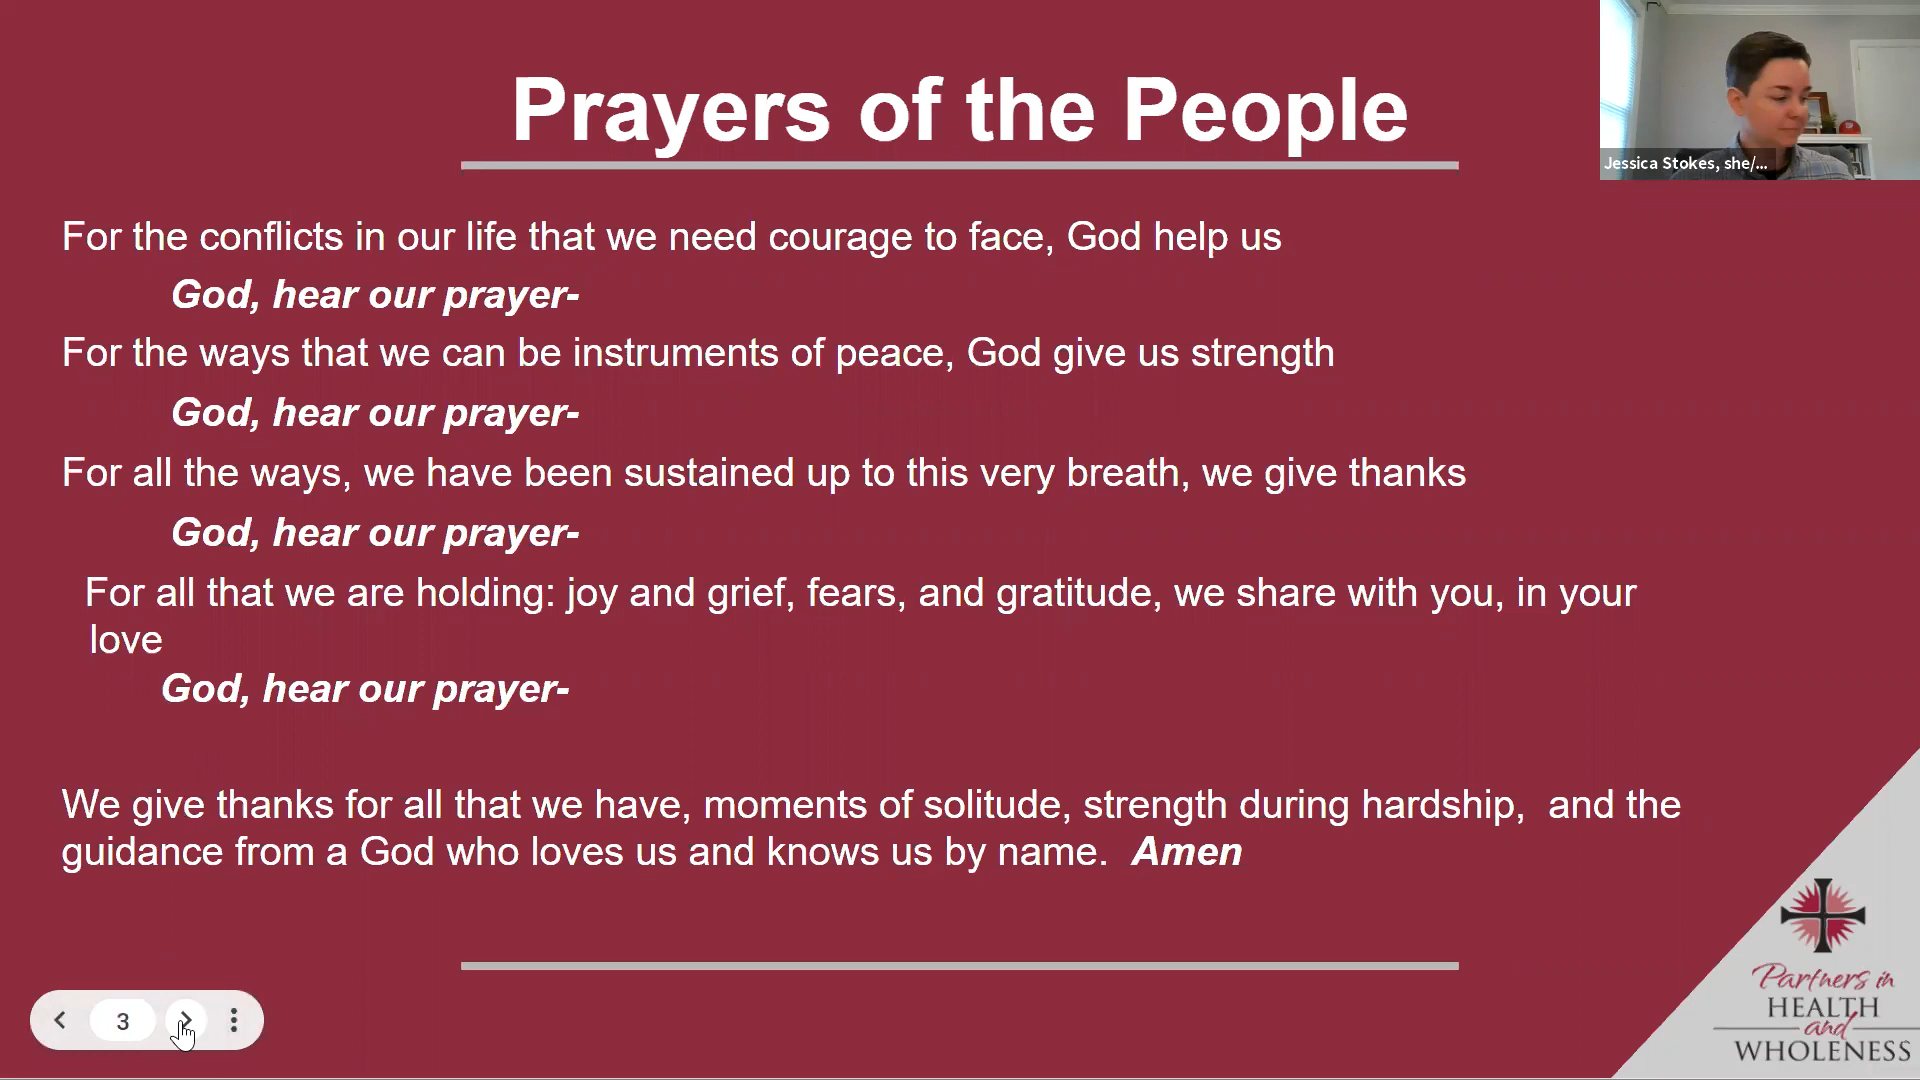 Prayers of the People
Jessica Stokes, she/...
For the conflicts in our life that we need courage to face, God help us
God, hear our prayer-
For the ways that we can be instruments of peace, God give us strength
God, hear our prayer-
For all the ways, we have been sustained up to this very breath, we give thanks
God, hear our prayer-
For all that we are holding: joy and grief, fears, and gratitude, we share with you, in your
love
God, hear our prayer-
We give thanks for all that we have, moments of solitude, strength during hardship,  and the
guidance from a God who loves us and knows us by name.  Amen
Partners in
HEALTH
and
WHOLENESS
3